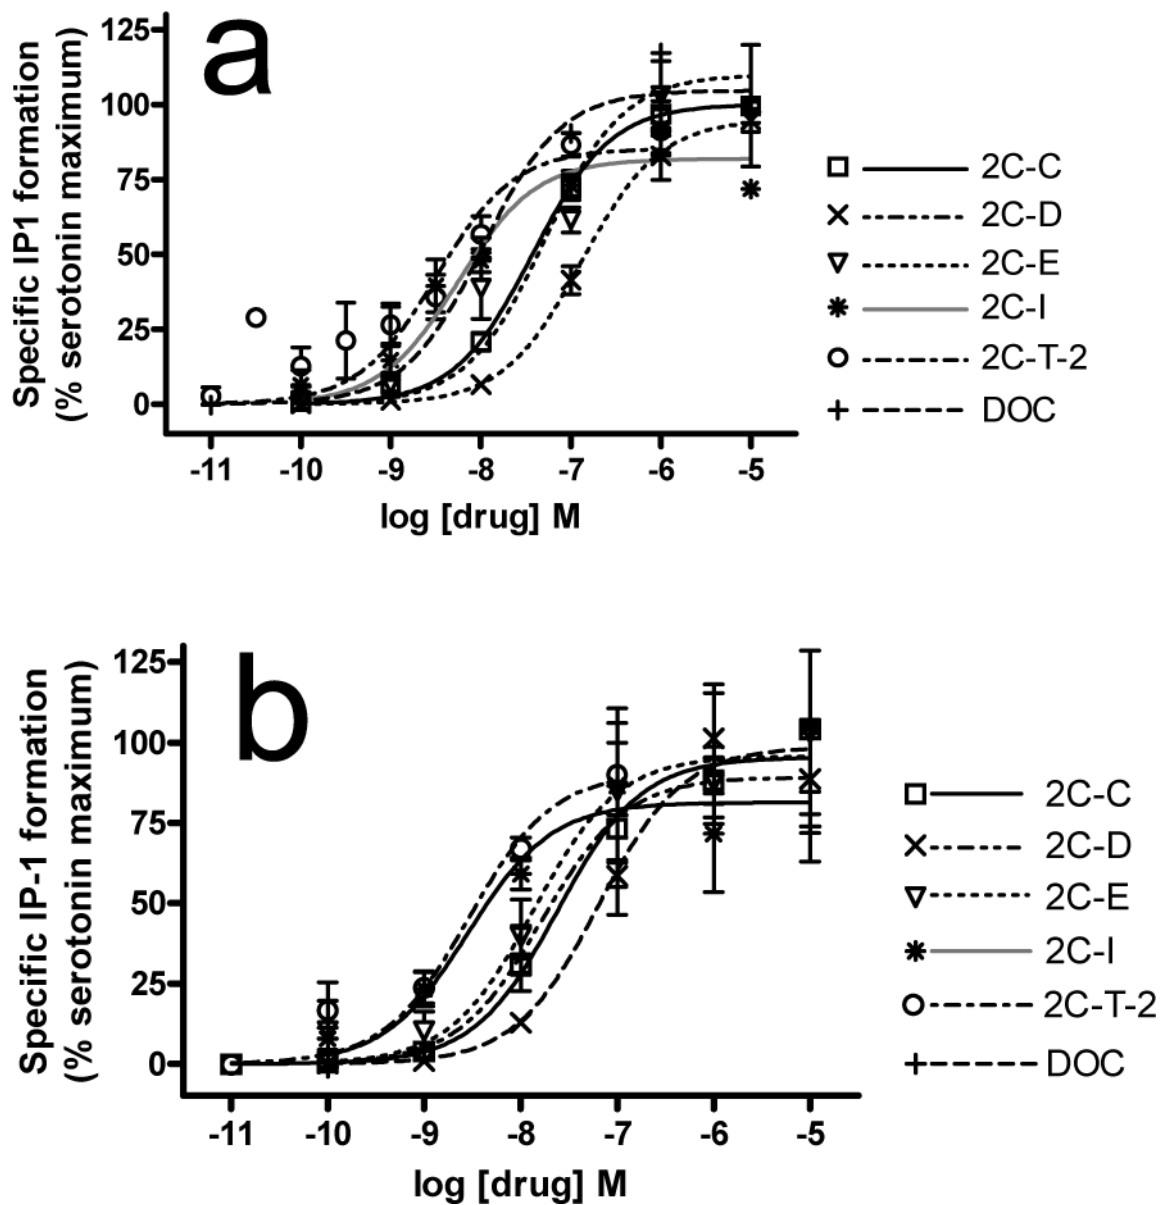 a
Specific IP1 formation
(% serotonin maximum)
125
100
75
50
25
0
-11 -10 -9 -8 -7 -6 -5
log [drug] M
2C-C
2C-D
2C-E
2C-I
2C-T-2
DOC
b
Specific IP-1 formation
(% serotonin maximum)
125
100
75
50
25
0
-11 -10 -9 -8 -7 -6 -5
log [drug] M
2C-C
2C-D
2C-E
2C-I
2C-T-2
DOC